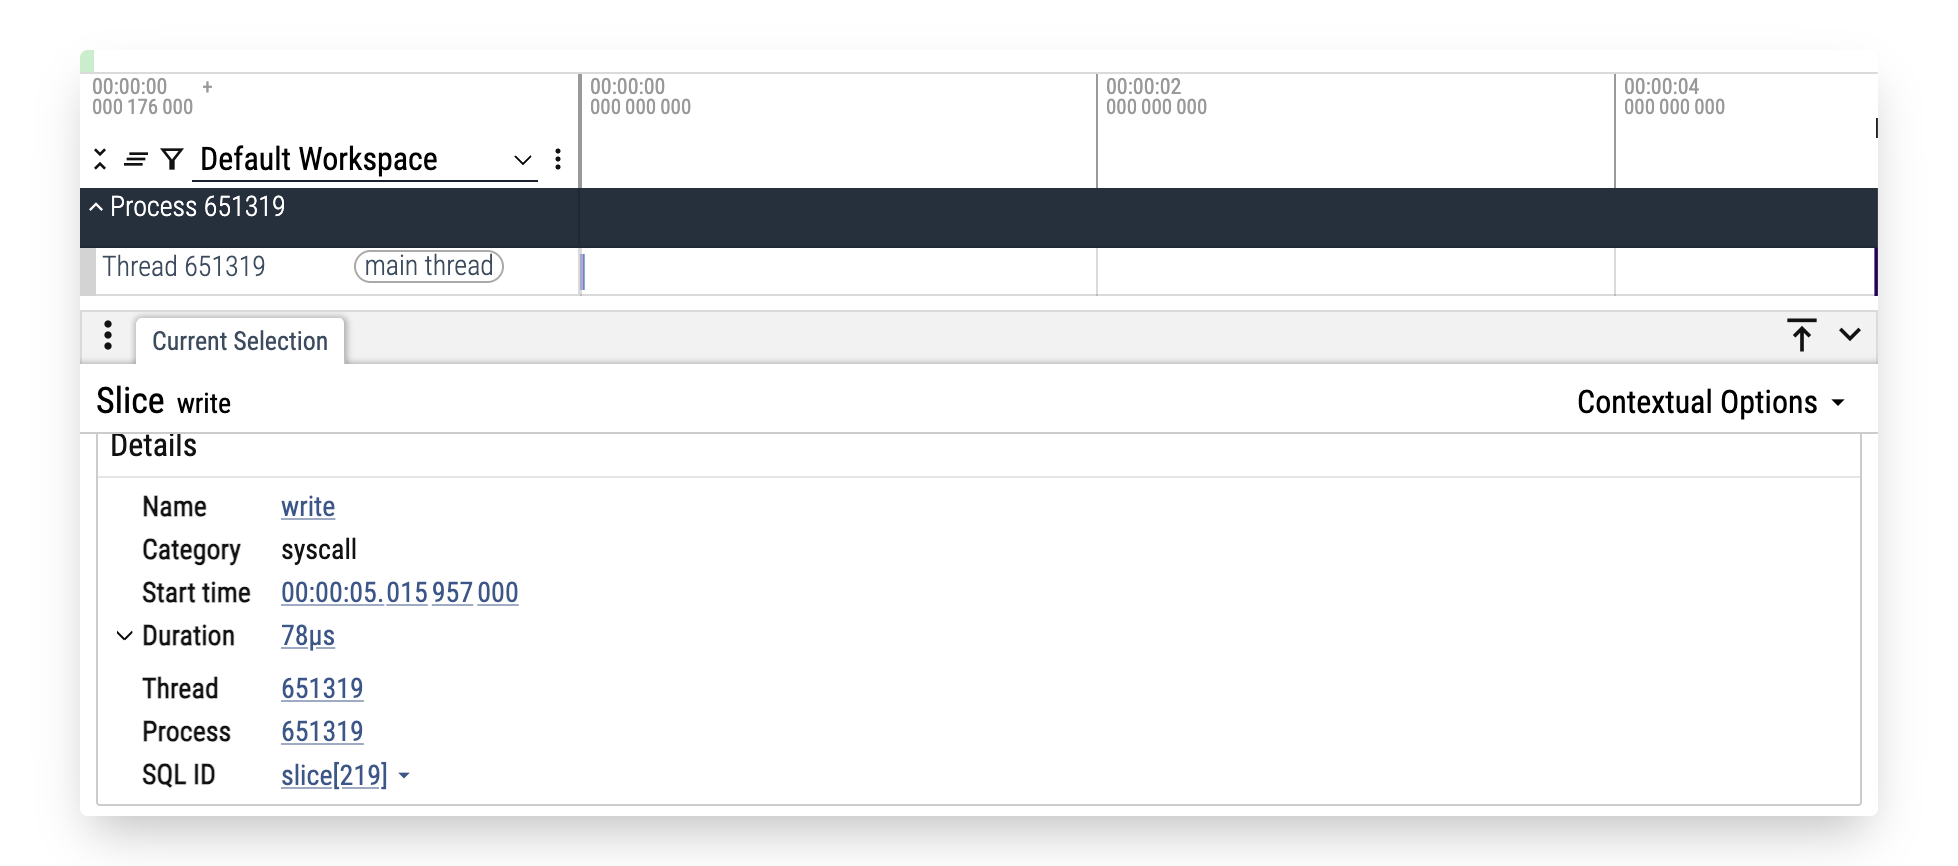 00:00:00 +
000 176 000
00:00:00
000 000 000
00:00:02
000 000 000
00:00:04
000 000 000
Default Workspace
Process 651319
Thread 651319 main thread
Current Selection
Slice write
Contextual Options
Details
Name write
Category syscall
Start time 00:00:05.015 957 000
Duration 78µs
Thread 651319
Process 651319
SQL ID slice[219]